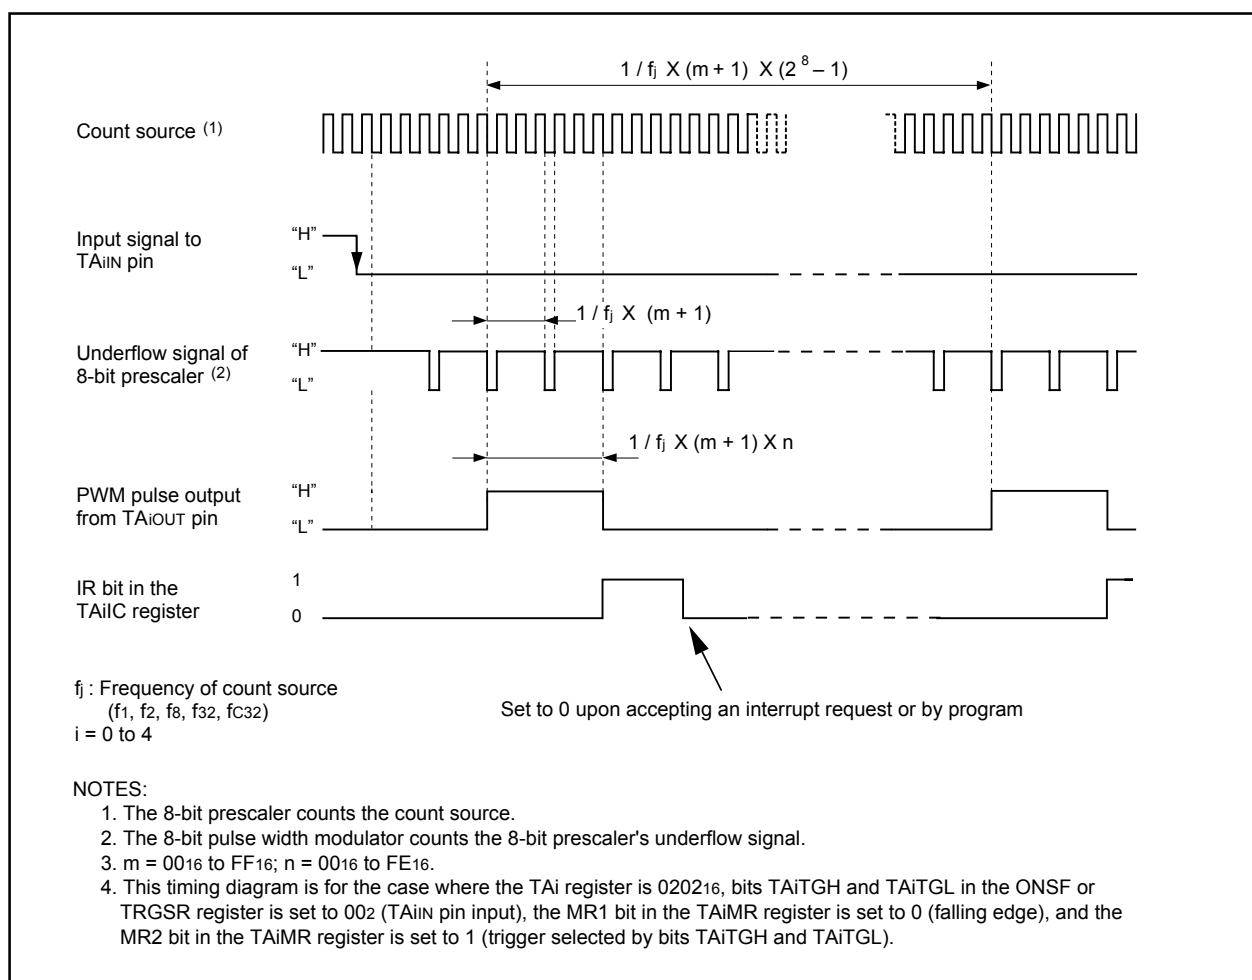 1 / fj X (m + 1) X (2 8 – 1)
Count source (1)
Input signal to
TAiIN pin
“H”
“L”
1 / fj X (m + 1)
Underflow signal of
8-bit prescaler (2)
“H”
“L”
1 / fj X (m + 1) X n
PWM pulse output
from TAiOUT pin
“H”
“L”
IR bit in the
TAiIC register
1
0
fj : Frequency of count source
(f1, f2, f8, f32, fC32)
i = 0 to 4
Set to 0 upon accepting an interrupt request or by program
NOTES:
1. The 8-bit prescaler counts the count source.
2. The 8-bit pulse width modulator counts the 8-bit prescaler's underflow signal.
3. m = 0016 to FF16; n = 0016 to FE16.
4. This timing diagram is for the case where the TAi register is 020216, bits TAiTGH and TAiTGL in the ONSF or
TRGSR register is set to 002 (TAiIN pin input), the MR1 bit in the TAiMR register is set to 0 (falling edge), and the
MR2 bit in the TAiMR register is set to 1 (trigger selected by bits TAiTGH and TAiTGL).